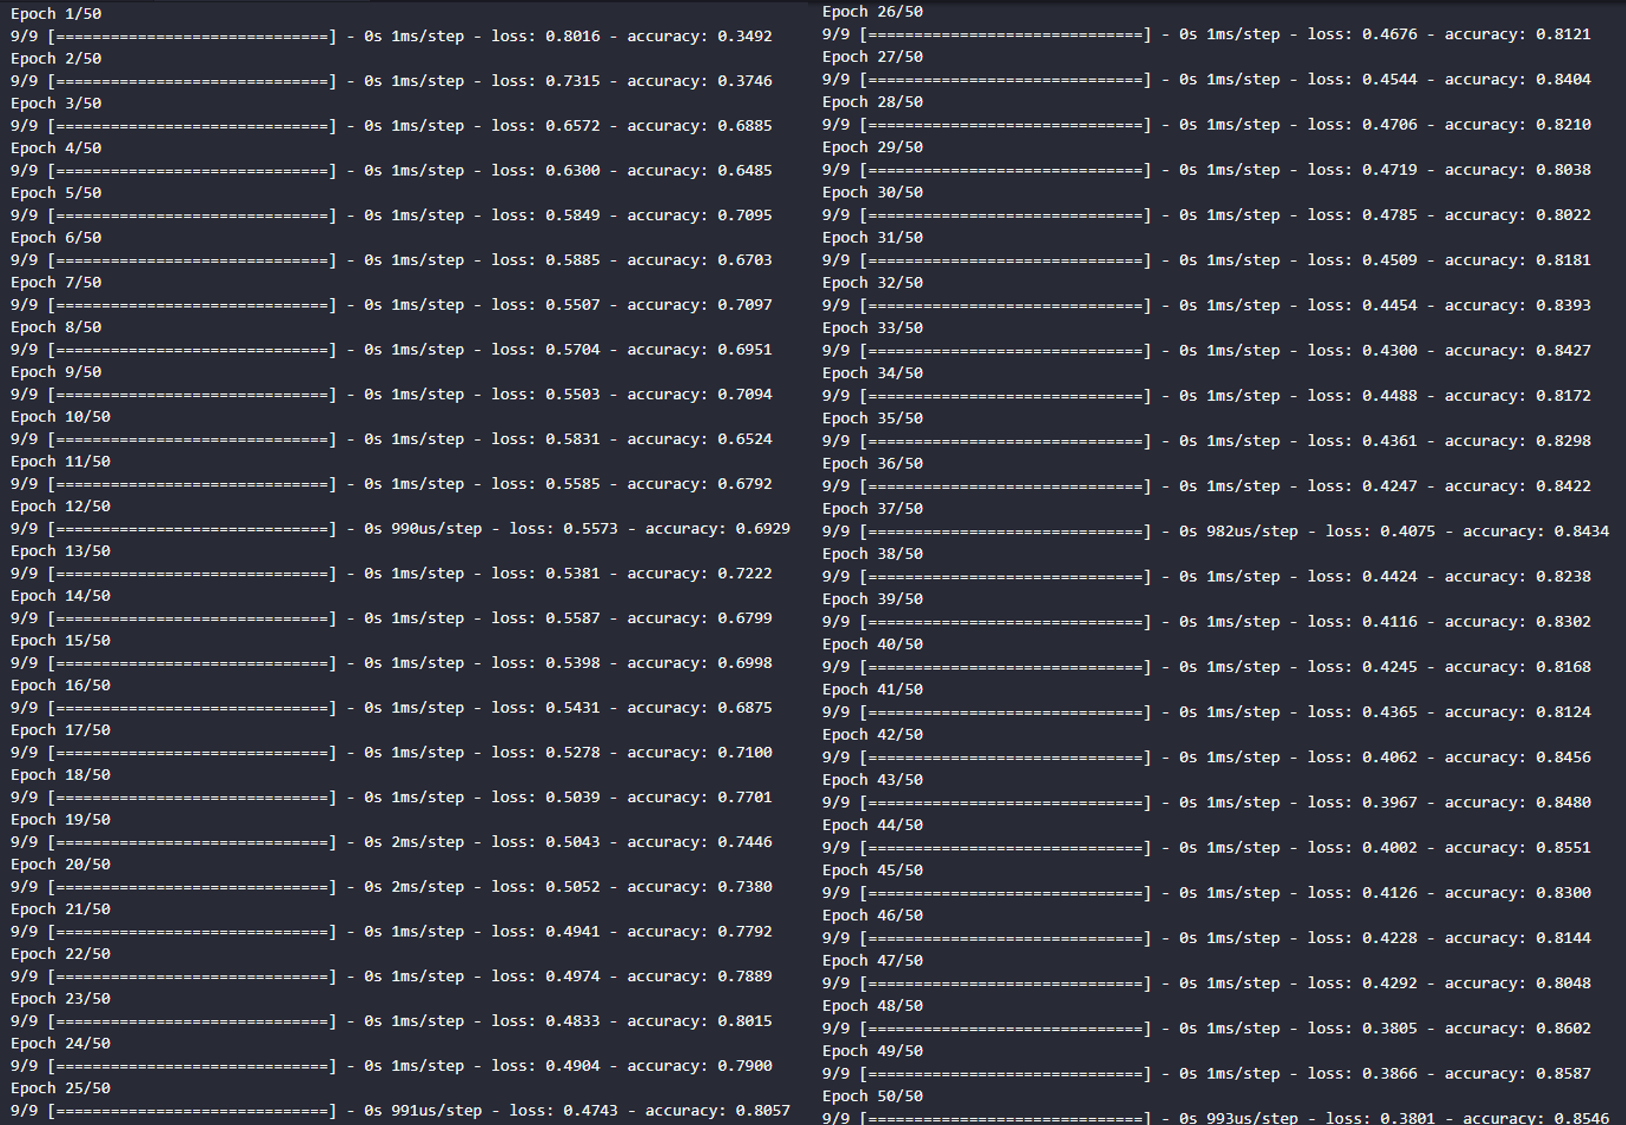 Epoch 1/50
9/9 [==============================] - 0s 1ms/step - loss: 0.8016 - accuracy: 0.3492
Epoch 2/50
9/9 [==============================] - 0s 1ms/step - loss: 0.7315 - accuracy: 0.3746
Epoch 3/50
9/9 [==============================] - 0s 1ms/step - loss: 0.6572 - accuracy: 0.6885
Epoch 4/50
9/9 [==============================] - 0s 1ms/step - loss: 0.6300 - accuracy: 0.6485
Epoch 5/50
9/9 [==============================] - 0s 1ms/step - loss: 0.5849 - accuracy: 0.7095
Epoch 6/50
9/9 [==============================] - 0s 1ms/step - loss: 0.5885 - accuracy: 0.6703
Epoch 7/50
9/9 [==============================] - 0s 1ms/step - loss: 0.5507 - accuracy: 0.7097
Epoch 8/50
9/9 [==============================] - 0s 1ms/step - loss: 0.5704 - accuracy: 0.6951
Epoch 9/50
9/9 [==============================] - 0s 1ms/step - loss: 0.5503 - accuracy: 0.7094
Epoch 10/50
9/9 [==============================] - 0s 1ms/step - loss: 0.5831 - accuracy: 0.6524
Epoch 11/50
9/9 [==============================] - 0s 1ms/step - loss: 0.5585 - accuracy: 0.6792
Epoch 12/50
9/9 [==============================] - 0s 990us/step - loss: 0.5573 - accuracy: 0.6929
Epoch 13/50
9/9 [==============================] - 0s 1ms/step - loss: 0.5381 - accuracy: 0.7222
Epoch 14/50
9/9 [==============================] - 0s 1ms/step - loss: 0.5587 - accuracy: 0.6799
Epoch 15/50
9/9 [==============================] - 0s 1ms/step - loss: 0.5398 - accuracy: 0.6998
Epoch 16/50
9/9 [==============================] - 0s 1ms/step - loss: 0.5431 - accuracy: 0.6875
Epoch 17/50
9/9 [==============================] - 0s 1ms/step - loss: 0.5278 - accuracy: 0.7100
Epoch 18/50
9/9 [==============================] - 0s 1ms/step - loss: 0.5039 - accuracy: 0.7701
Epoch 19/50
9/9 [==============================] - 0s 2ms/step - loss: 0.5043 - accuracy: 0.7446
Epoch 20/50
9/9 [==============================] - 0s 2ms/step - loss: 0.5052 - accuracy: 0.7380
Epoch 21/50
9/9 [==============================] - 0s 1ms/step - loss: 0.4941 - accuracy: 0.7792
Epoch 22/50
9/9 [==============================] - 0s 1ms/step - loss: 0.4974 - accuracy: 0.7889
Epoch 23/50
9/9 [==============================] - 0s 1ms/step - loss: 0.4833 - accuracy: 0.8015
Epoch 24/50
9/9 [==============================] - 0s 1ms/step - loss: 0.4904 - accuracy: 0.7900
Epoch 25/50
9/9 [==============================] - 0s 991us/step - loss: 0.4743 - accuracy: 0.8057
Epoch 26/50
9/9 [==============================] - 0s 1ms/step - loss: 0.4676 - accuracy: 0.8121
Epoch 27/50
9/9 [==============================] - 0s 1ms/step - loss: 0.4544 - accuracy: 0.8404
Epoch 28/50
9/9 [==============================] - 0s 1ms/step - loss: 0.4706 - accuracy: 0.8210
Epoch 29/50
9/9 [==============================] - 0s 1ms/step - loss: 0.4719 - accuracy: 0.8038
Epoch 30/50
9/9 [==============================] - 0s 1ms/step - loss: 0.4785 - accuracy: 0.8022
Epoch 31/50
9/9 [==============================] - 0s 1ms/step - loss: 0.4509 - accuracy: 0.8181
Epoch 32/50
9/9 [==============================] - 0s 1ms/step - loss: 0.4454 - accuracy: 0.8393
Epoch 33/50
9/9 [==============================] - 0s 1ms/step - loss: 0.4300 - accuracy: 0.8427
Epoch 34/50
9/9 [==============================] - 0s 1ms/step - loss: 0.4488 - accuracy: 0.8172
Epoch 35/50
9/9 [==============================] - 0s 1ms/step - loss: 0.4361 - accuracy: 0.8298
Epoch 36/50
9/9 [==============================] - 0s 1ms/step - loss: 0.4247 - accuracy: 0.8422
Epoch 37/50
9/9 [==============================] - 0s 982us/step - loss: 0.4075 - accuracy: 0.8434
Epoch 38/50
9/9 [==============================] - 0s 1ms/step - loss: 0.4424 - accuracy: 0.8238
Epoch 39/50
9/9 [==============================] - 0s 1ms/step - loss: 0.4116 - accuracy: 0.8302
Epoch 40/50
9/9 [==============================] - 0s 1ms/step - loss: 0.4245 - accuracy: 0.8168
Epoch 41/50
9/9 [==============================] - 0s 1ms/step - loss: 0.4365 - accuracy: 0.8124
Epoch 42/50
9/9 [==============================] - 0s 1ms/step - loss: 0.4062 - accuracy: 0.8456
Epoch 43/50
9/9 [==============================] - 0s 1ms/step - loss: 0.3967 - accuracy: 0.8480
Epoch 44/50
9/9 [==============================] - 0s 1ms/step - loss: 0.4002 - accuracy: 0.8551
Epoch 45/50
9/9 [==============================] - 0s 1ms/step - loss: 0.4126 - accuracy: 0.8300
Epoch 46/50
9/9 [==============================] - 0s 1ms/step - loss: 0.4228 - accuracy: 0.8144
Epoch 47/50
9/9 [==============================] - 0s 1ms/step - loss: 0.4292 - accuracy: 0.8048
Epoch 48/50
9/9 [==============================] - 0s 1ms/step - loss: 0.3805 - accuracy: 0.8602
Epoch 49/50
9/9 [==============================] - 0s 1ms/step - loss: 0.3866 - accuracy: 0.8587
Epoch 50/50
9/9 [==============================] - 0s 993us/step - loss: 0.3801 - accuracy: 0.8546